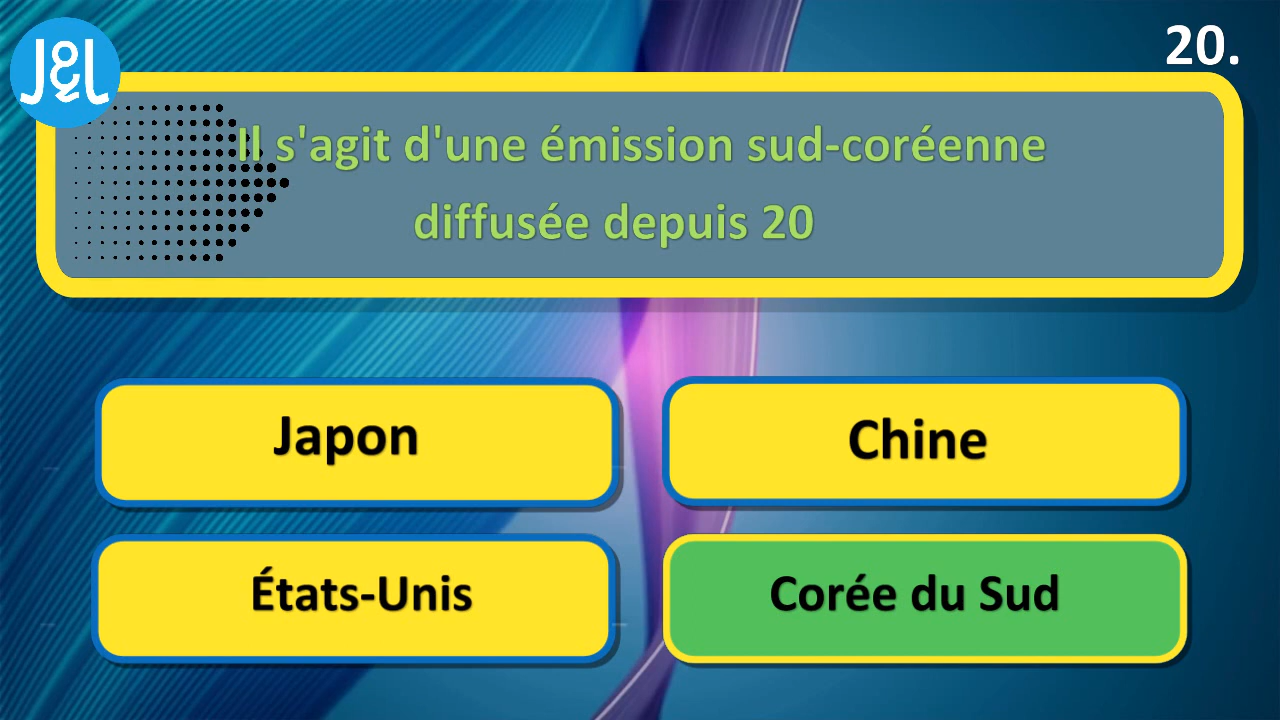 J&L
20.
Il s'agit d'une émission sud-coréenne
diffusée depuis 20
Japon
Chine
États-Unis
Corée du Sud